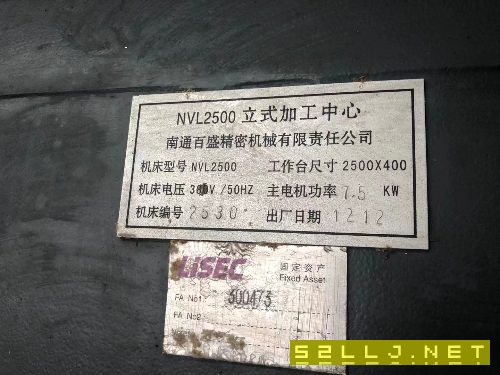 NVL2500 立式加工中心
南通百盛精密机械有限责任公司
机床型号 NVL2500 工作台尺寸 2500X400
机床电压 380V/50HZ 主电机功率 7.5 KW
机床编号 2530 出厂日期 1212
LiSEC 固定资产
Fixed Asset
FA No1: 300473
FA No2:
52LLJ.NET